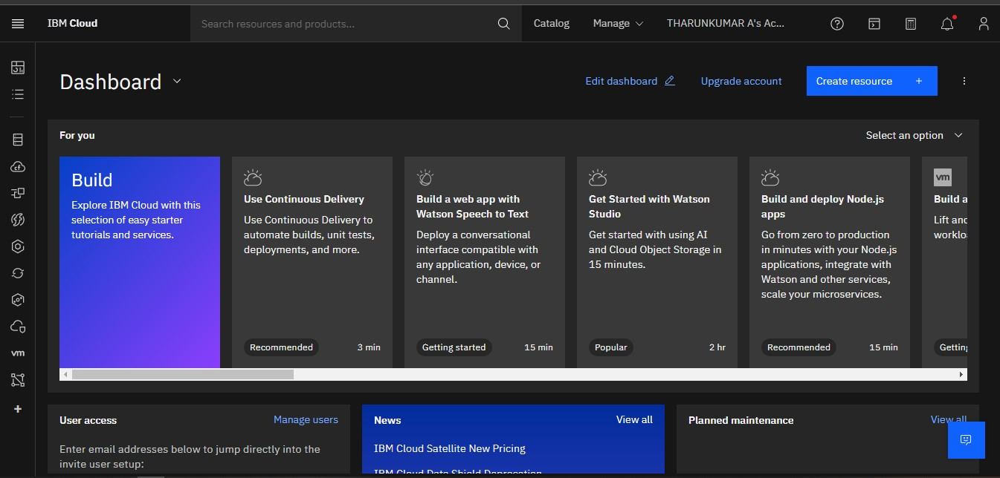 IBM Cloud
Search resources and products...
Catalog
Manage
THARUNKUMAR A's Ac...
Dashboard
Edit dashboard
Upgrade account
Create resource +
For you
Select an option
Build
Explore IBM Cloud with this
selection of easy starter
tutorials and services.
Use Continuous Delivery
Use Continuous Delivery to
automate builds, unit tests,
deployments, and more.
Recommended
3 min
Build a web app with
Watson Speech to Text
Deploy a conversational
interface compatible with
any application, device, or
channel.
Getting started
15 min
Get Started with Watson
Studio
Get started with using AI
and Cloud Object Storage in
15 minutes.
Popular
2 hr
Build and deploy Node.js
apps
Go from zero to production
in minutes with your Node.js
applications, integrate with
Watson and other services,
scale your microservices.
Recommended
15 min
vm
Build a
Lift and
worklo
Getting
cf
vm
User access
Manage users
Enter email addresses below to jump directly into the
invite user setup:
News
View all
IBM Cloud Satellite New Pricing
IBM Cloud Data Shield Deprecation
Planned maintenance
View all